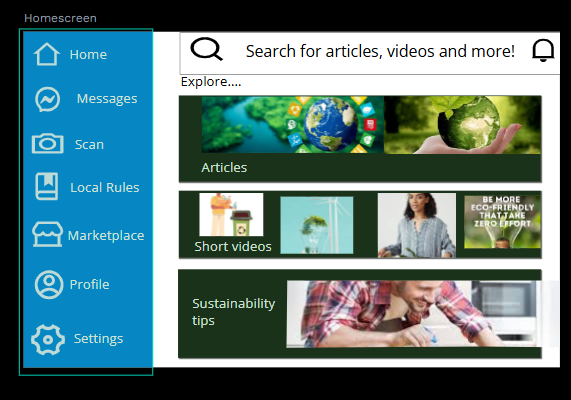 Homescreen
Home
Messages
Scan
Local Rules
Marketplace
Profile
Settings
Search for articles, videos and more!
Explore....
Articles
Short videos
BE MORE
ECO-FRIENDLY
THAT TAKE
ZERO EFFORT
Sustainability
tips